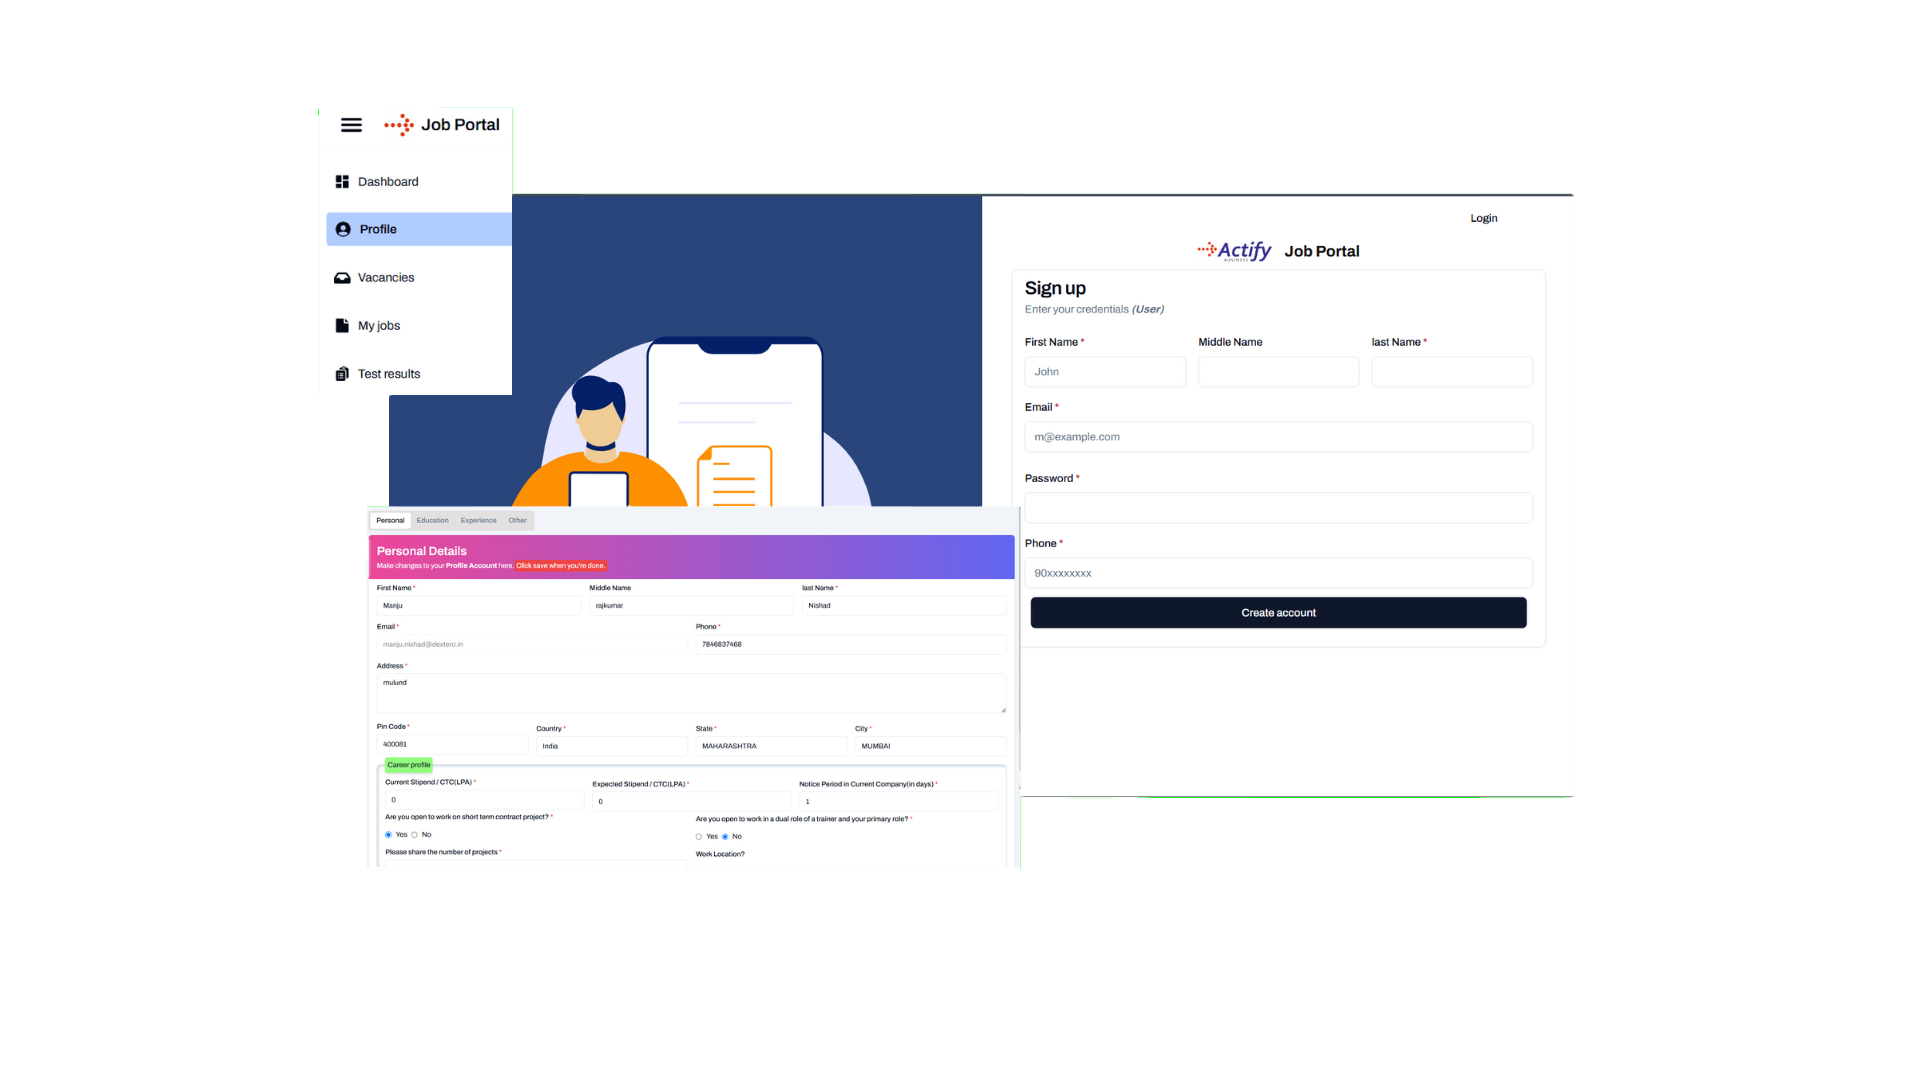 Job Portal
Dashboard
Profile
Vacancies
My jobs
Test results
Login
Actify
BUSINESS
Job Portal
Sign up
Enter your credentials (User)
First Name * Middle Name last Name *
John
Email *
m@example.com
Password *
Phone *
90xxxxxxxx
Create account
Personal Education Experience Other
Personal Details
Make changes to your Profile Account here. Click save when you're done.
First Name * Middle Name last Name *
Manju rajkumar Nishad
Email * Phone *
manju.nishad@dextero.in 7846837468
Address *
mulund
Pin Code * Country * State * City *
400081 India MAHARASHTRA MUMBAI
Career profile
Current Stipend / CTC(LPA) * Expected Stipend / CTC(LPA) * Notice Period in Current Company(in days) *
0 0 1
Are you open to work on short term contract project? * Are you open to work in a dual role of a trainer and your primary role? *
Yes No Yes No
Please share the number of projects * Work Location?